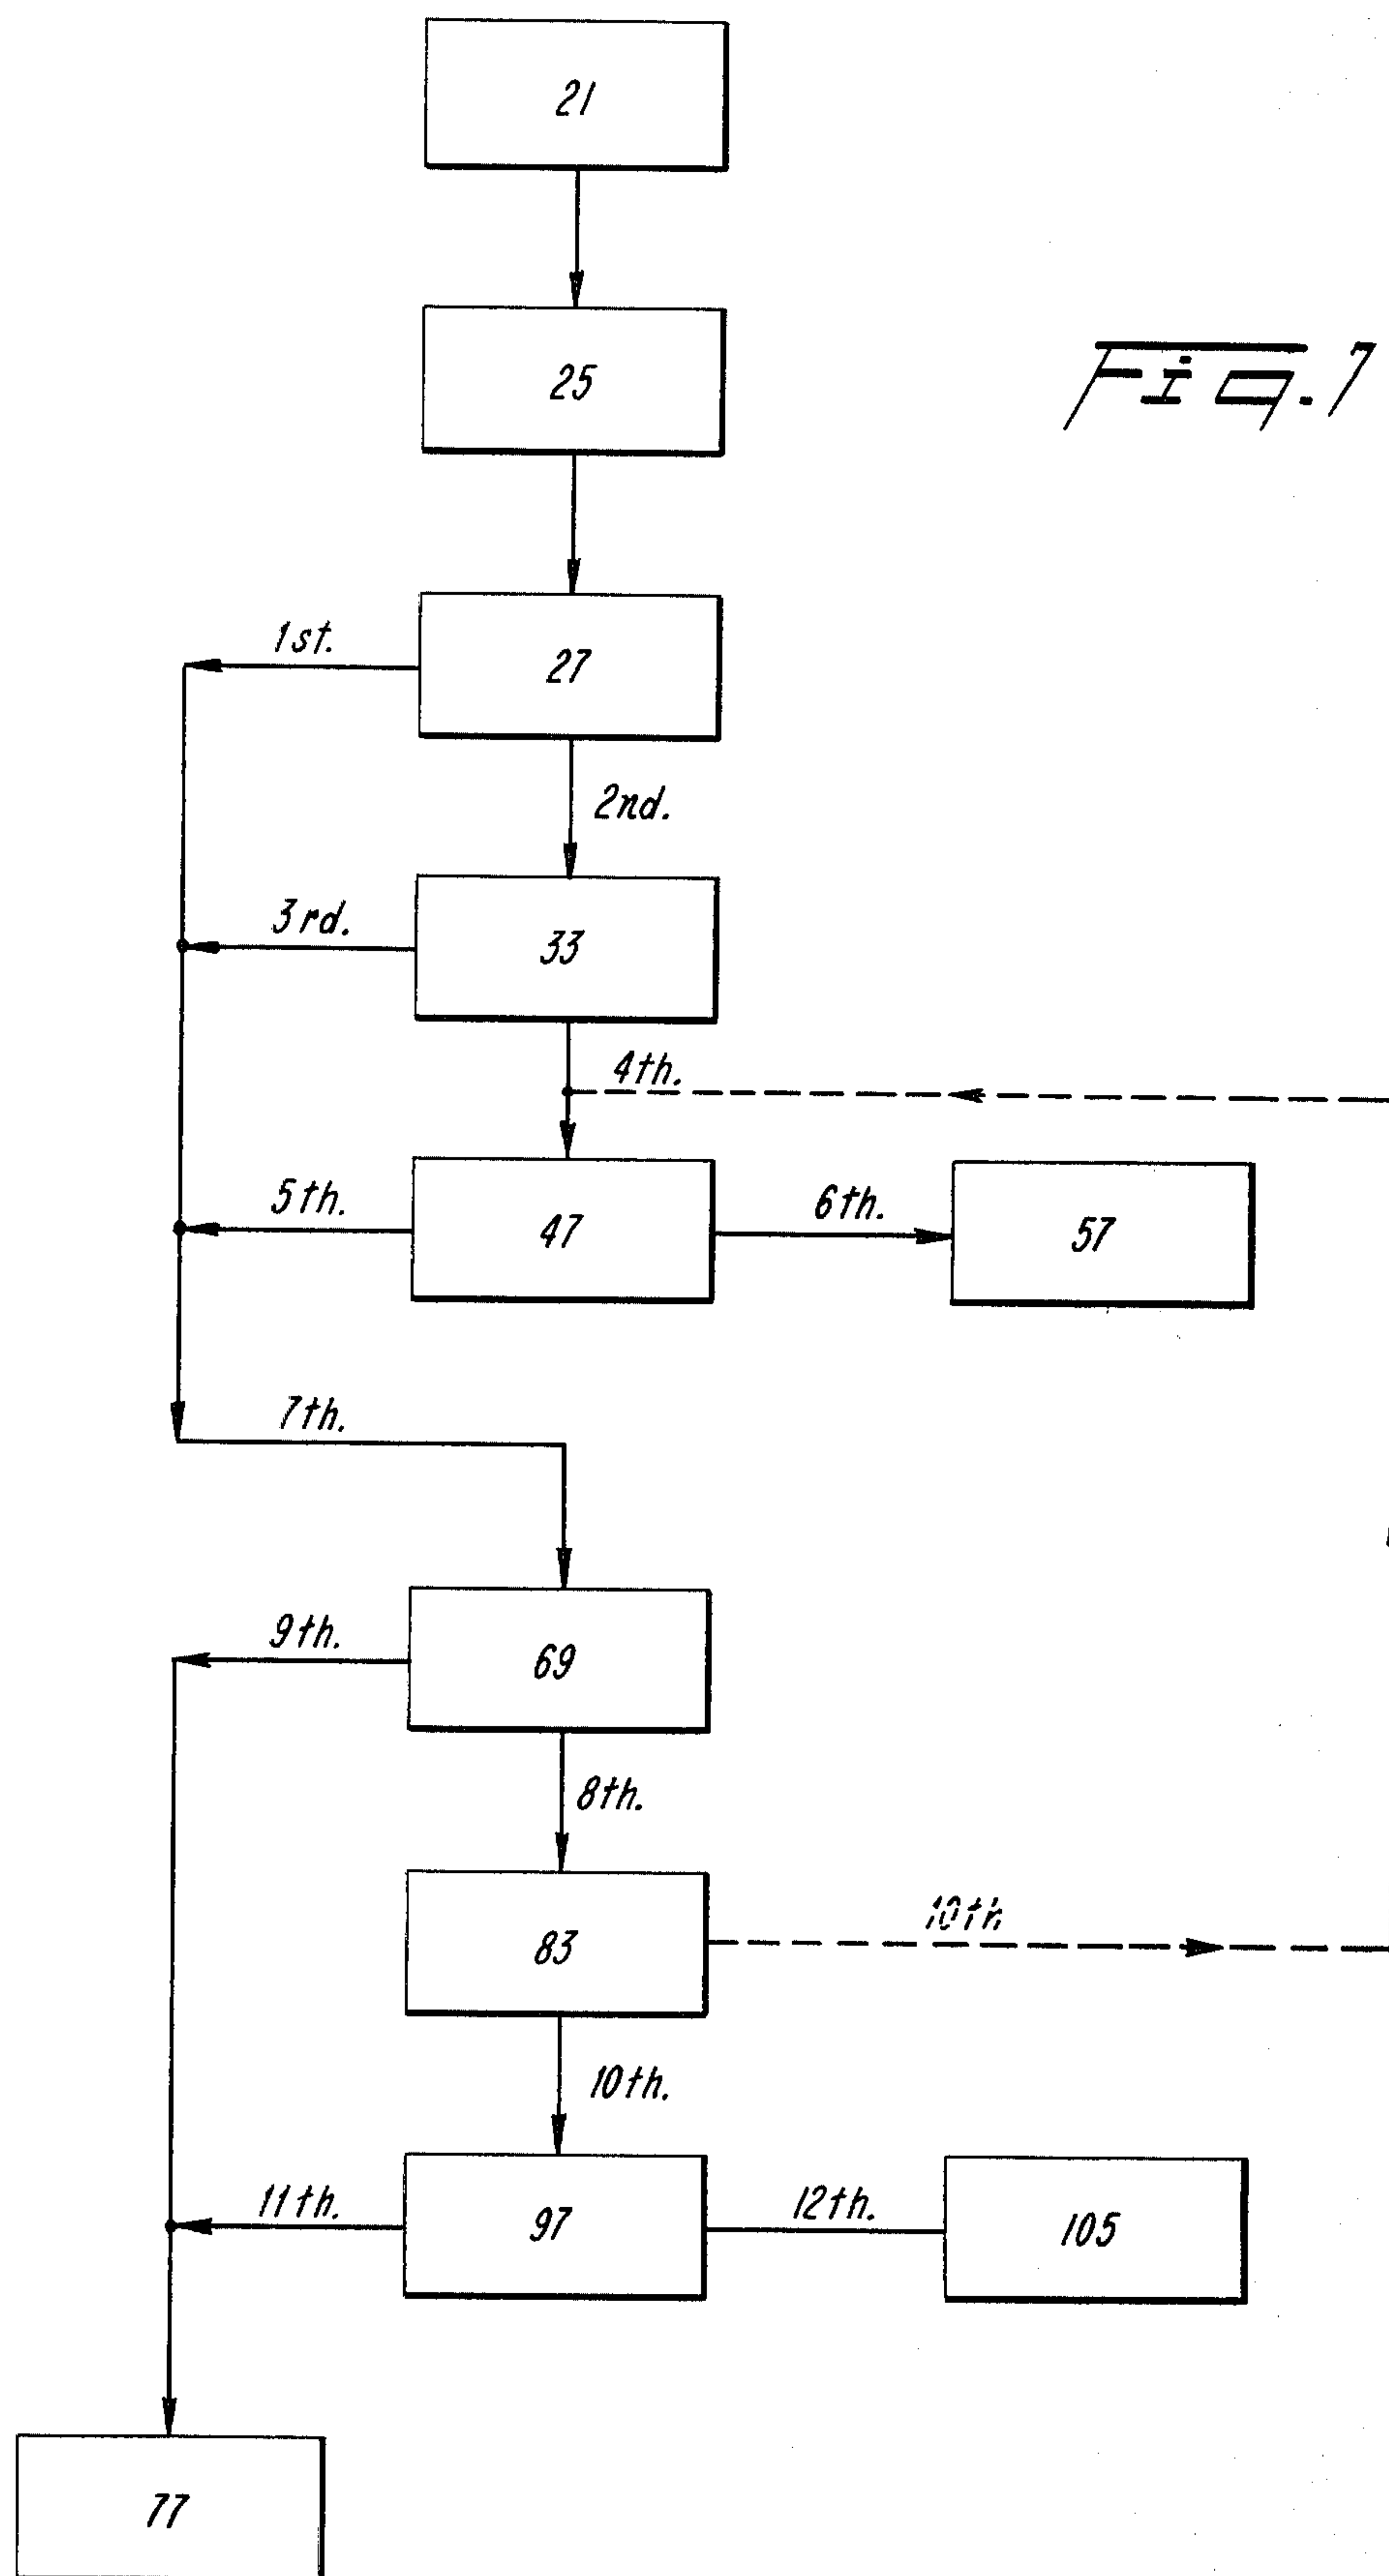 21
25
Fig. 7
27
1st.
2nd.
33
3rd.
4th.
47
5th.
6th.
57
7th.
69
9th.
8th.
83
10th
10th.
97
11th.
12th.
105
77